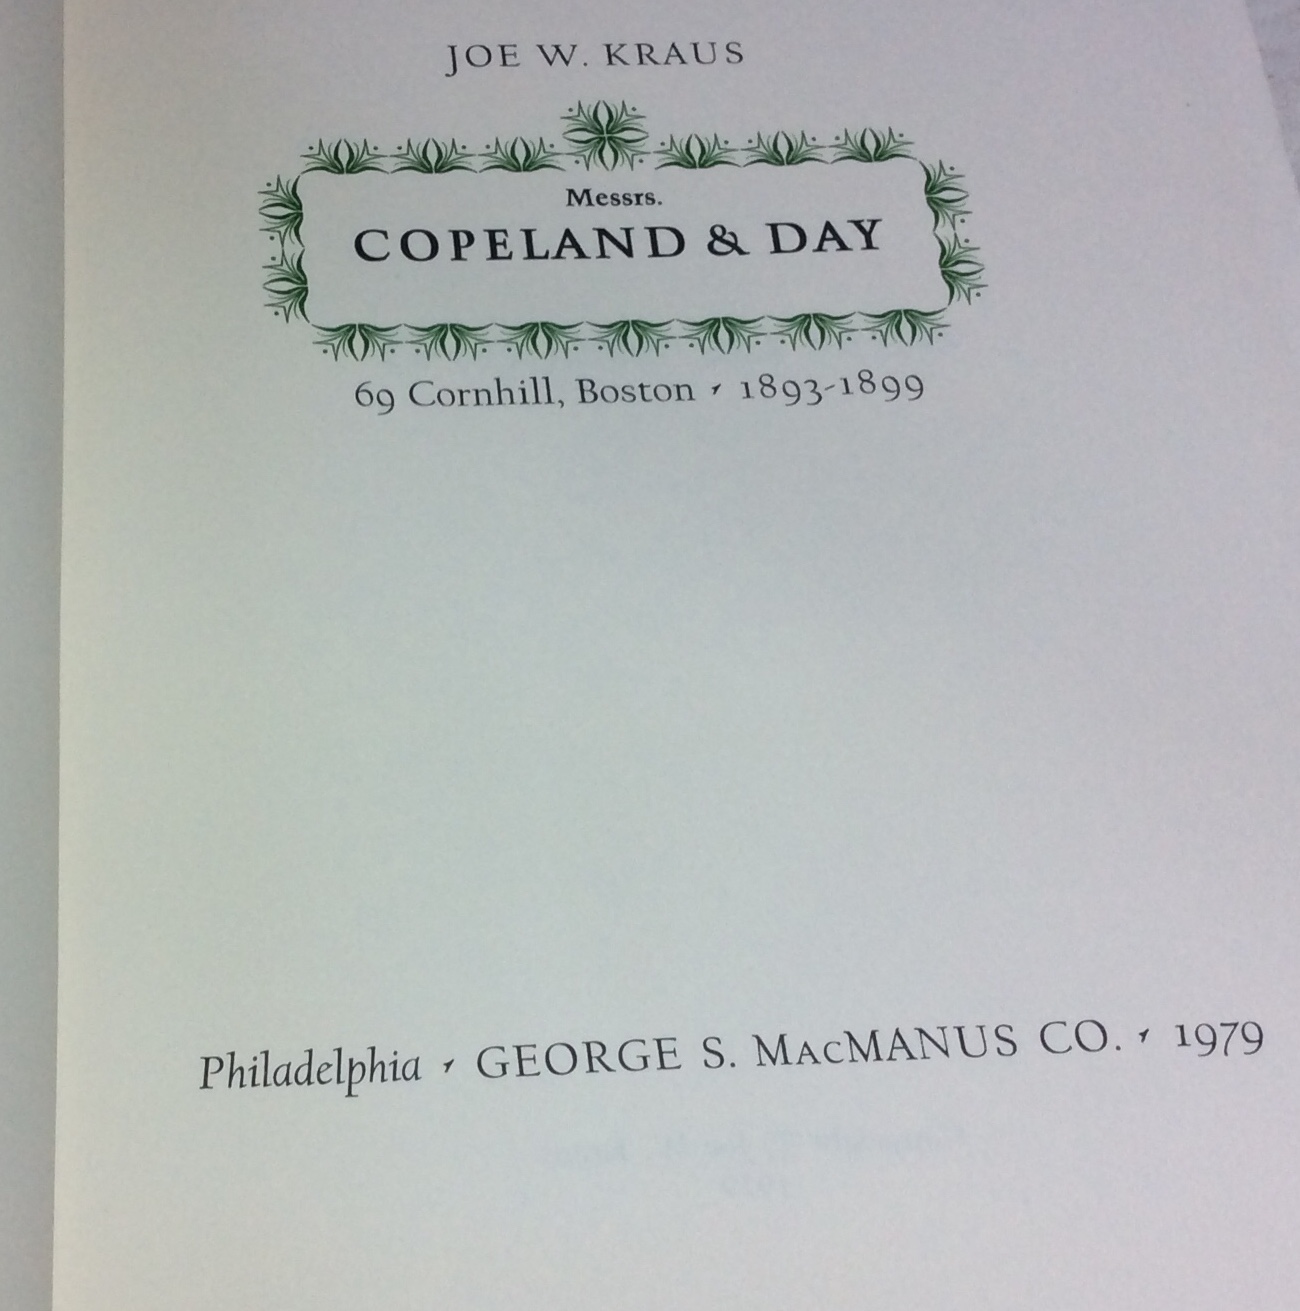 JOE W. KRAUS
Messrs.
COPELAND & DAY
69 Cornhill, Boston ׳ 1893-1899
Philadelphia ׳ GEORGE S. MacMANUS CO. ׳ 1979